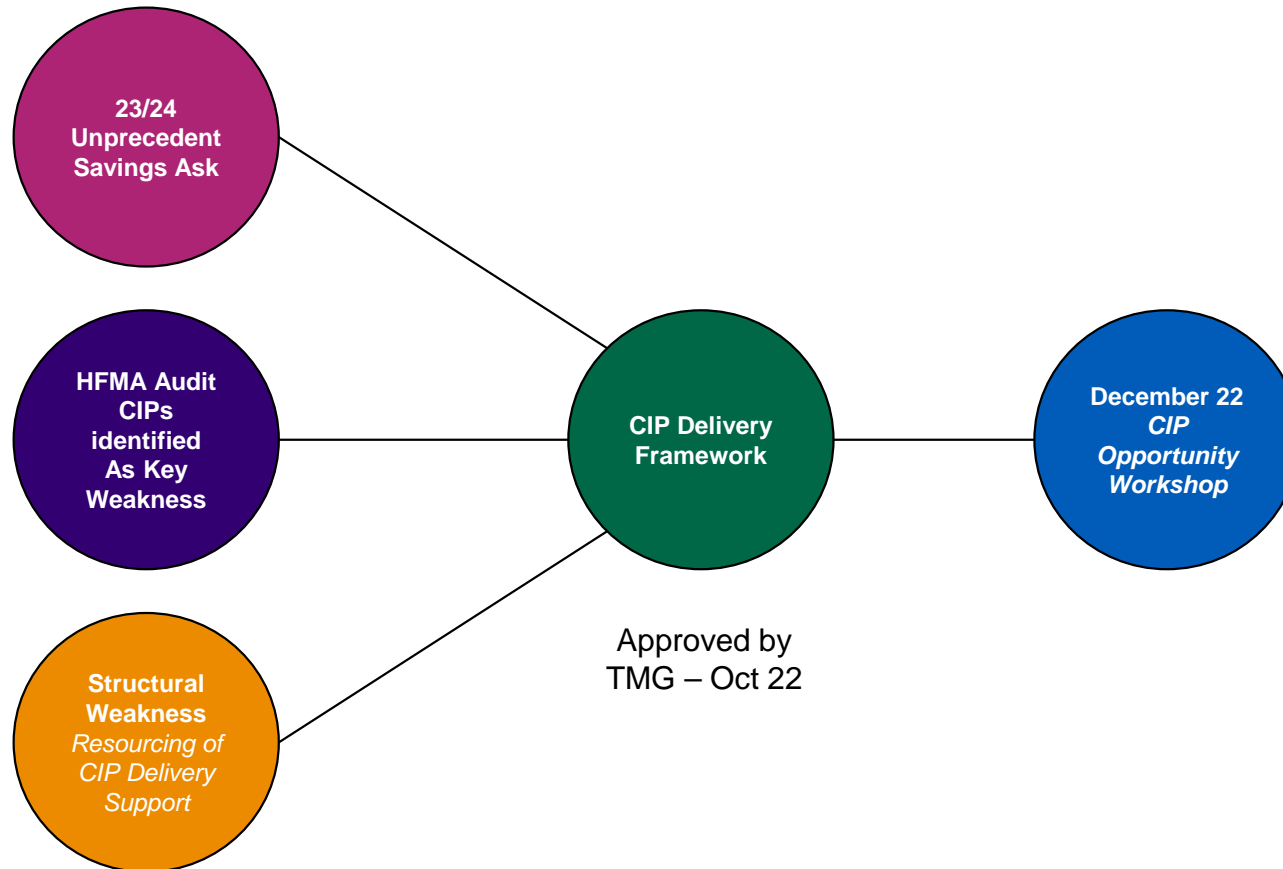 23/24
Unprecedent
Savings Ask
HFMA Audit
CIPs
identified
As Key
Weakness
Structural
Weakness
Resourcing of
CIP Delivery
Support
CIP Delivery
Framework
Approved by
TMG – Oct 22
December 22
CIP
Opportunity
Workshop